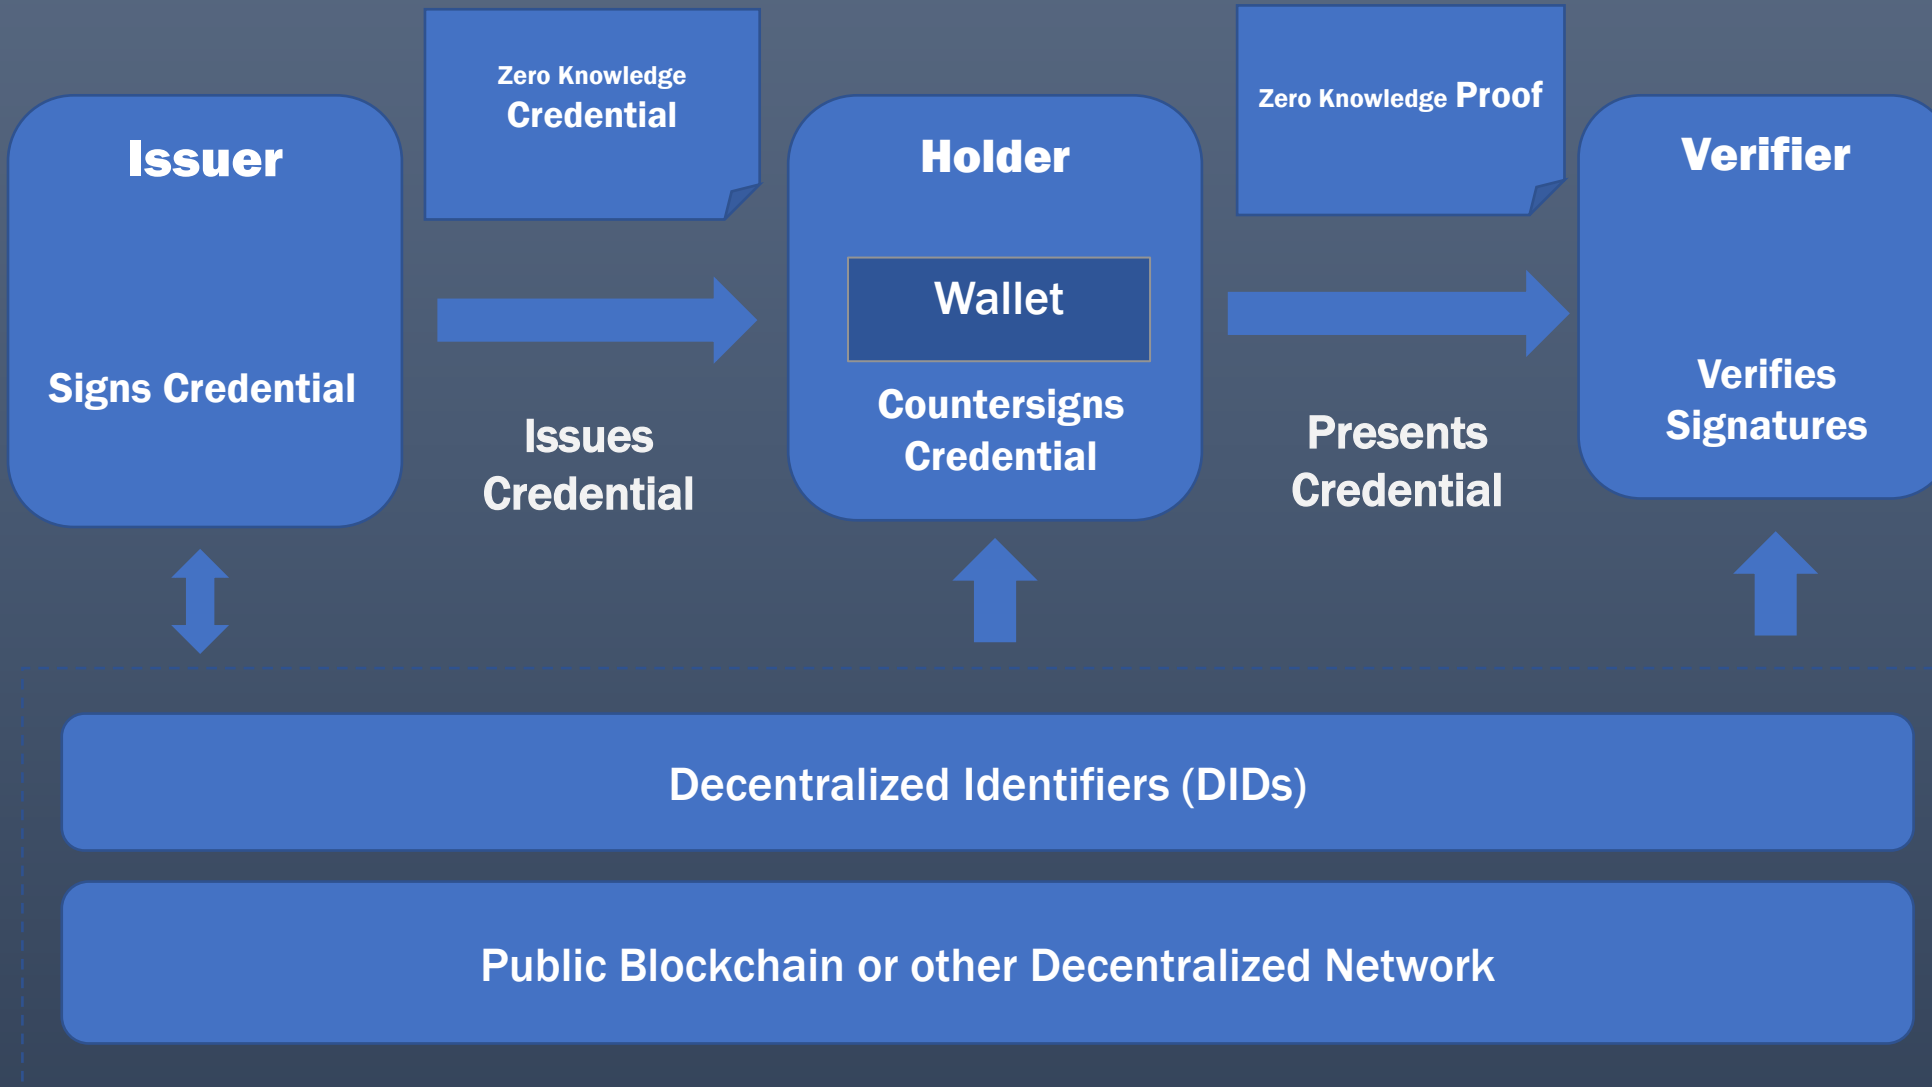 Zero Knowledge
Credential
Zero Knowledge Proof
Issuer
Holder
Verifier
Wallet
Signs Credential
Countersigns
Credential
Verifies
Signatures
Issues
Credential
Presents
Credential
Decentralized Identifiers (DIDs)
Public Blockchain or other Decentralized Network